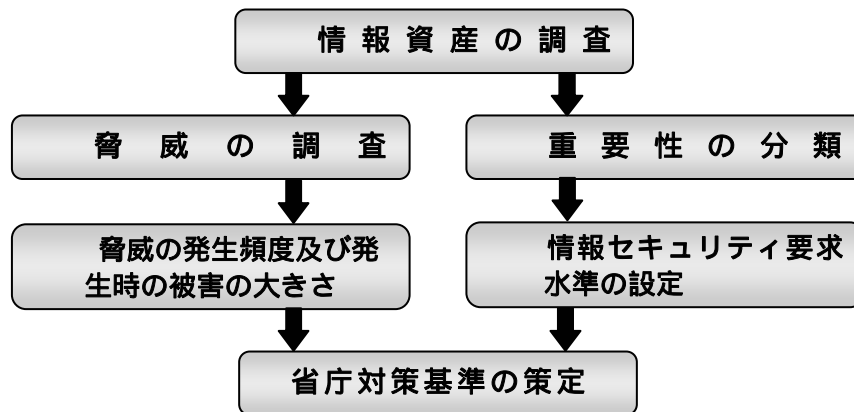 情報資産の調査
脅威の調査
重要性の分類
脅威の発生頻度及び発
生時の被害の大きさ
情報セキュリティ要求
水準の設定
省庁対策基準の策定